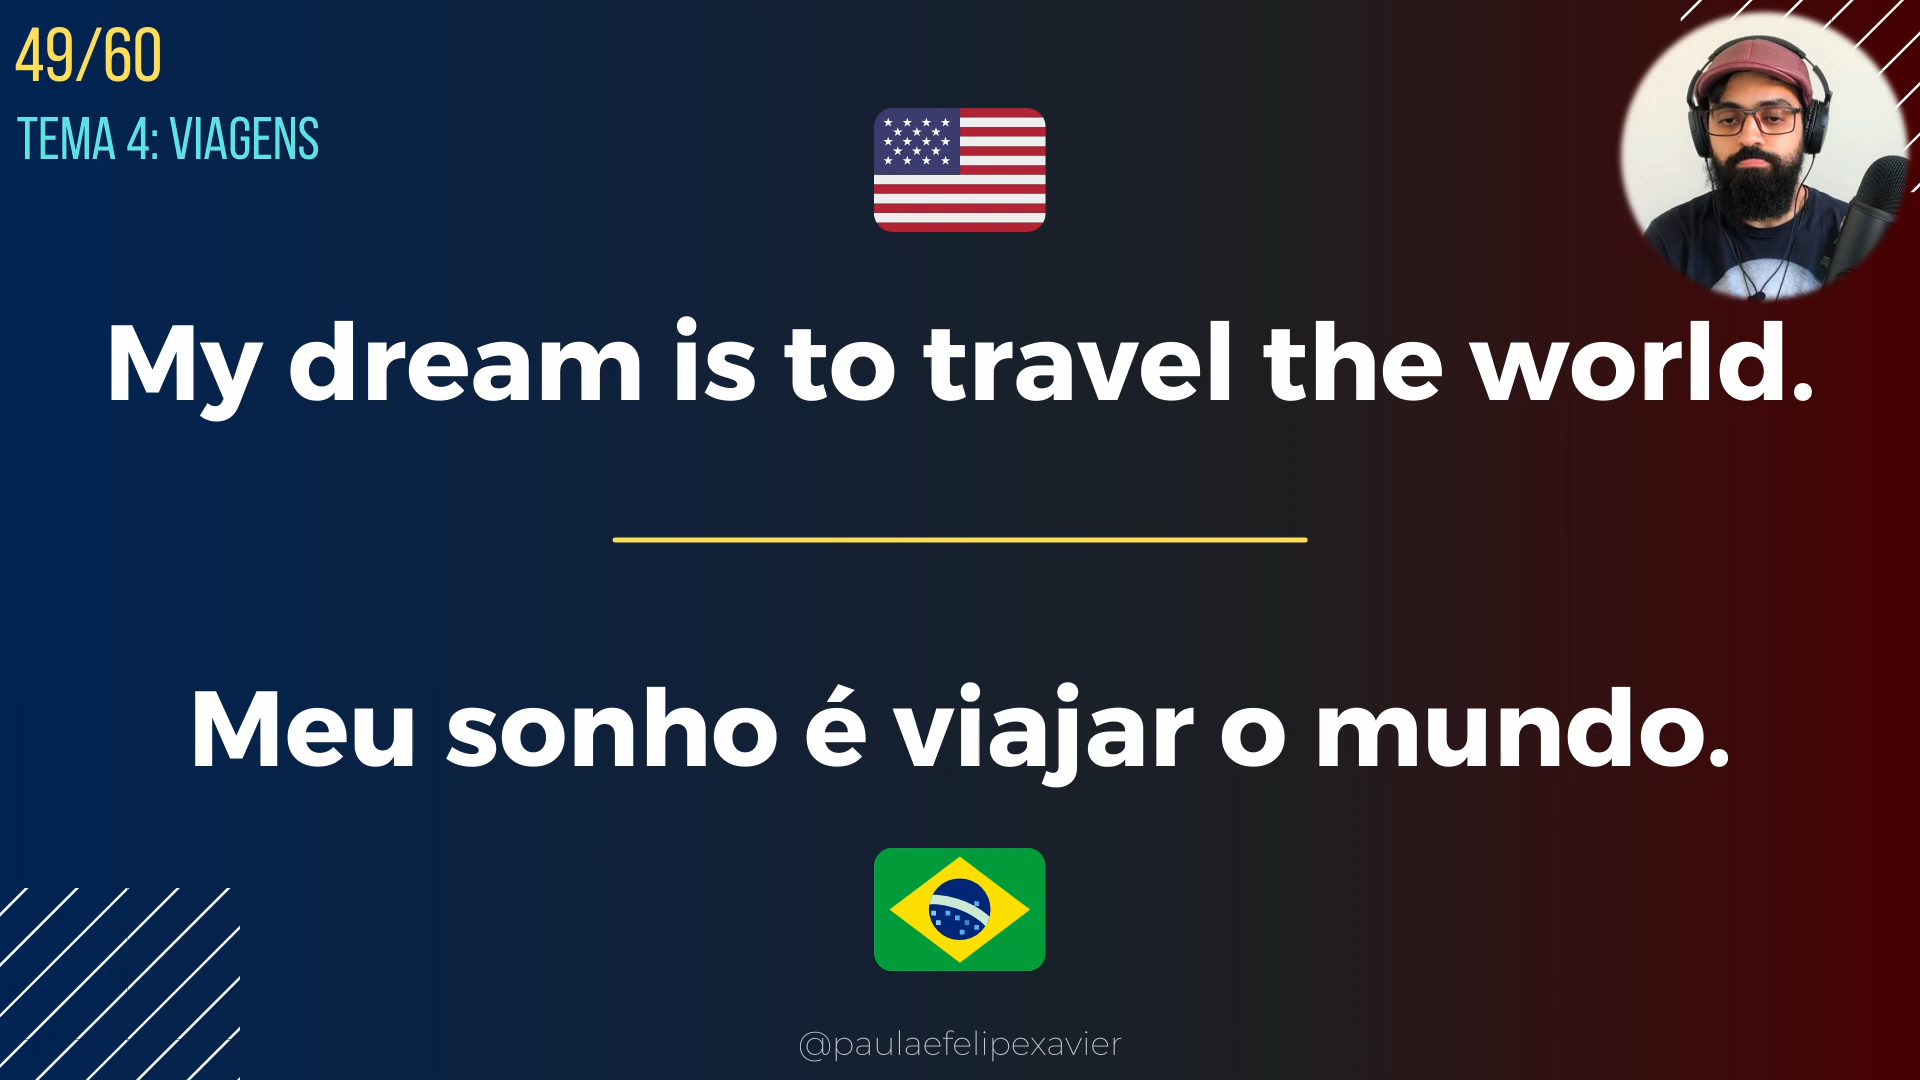 49/60
TEMA 4: VIAGENS
My dream is to travel the world.
Meu sonho é viajar o mundo.
@paulaefelipexavier